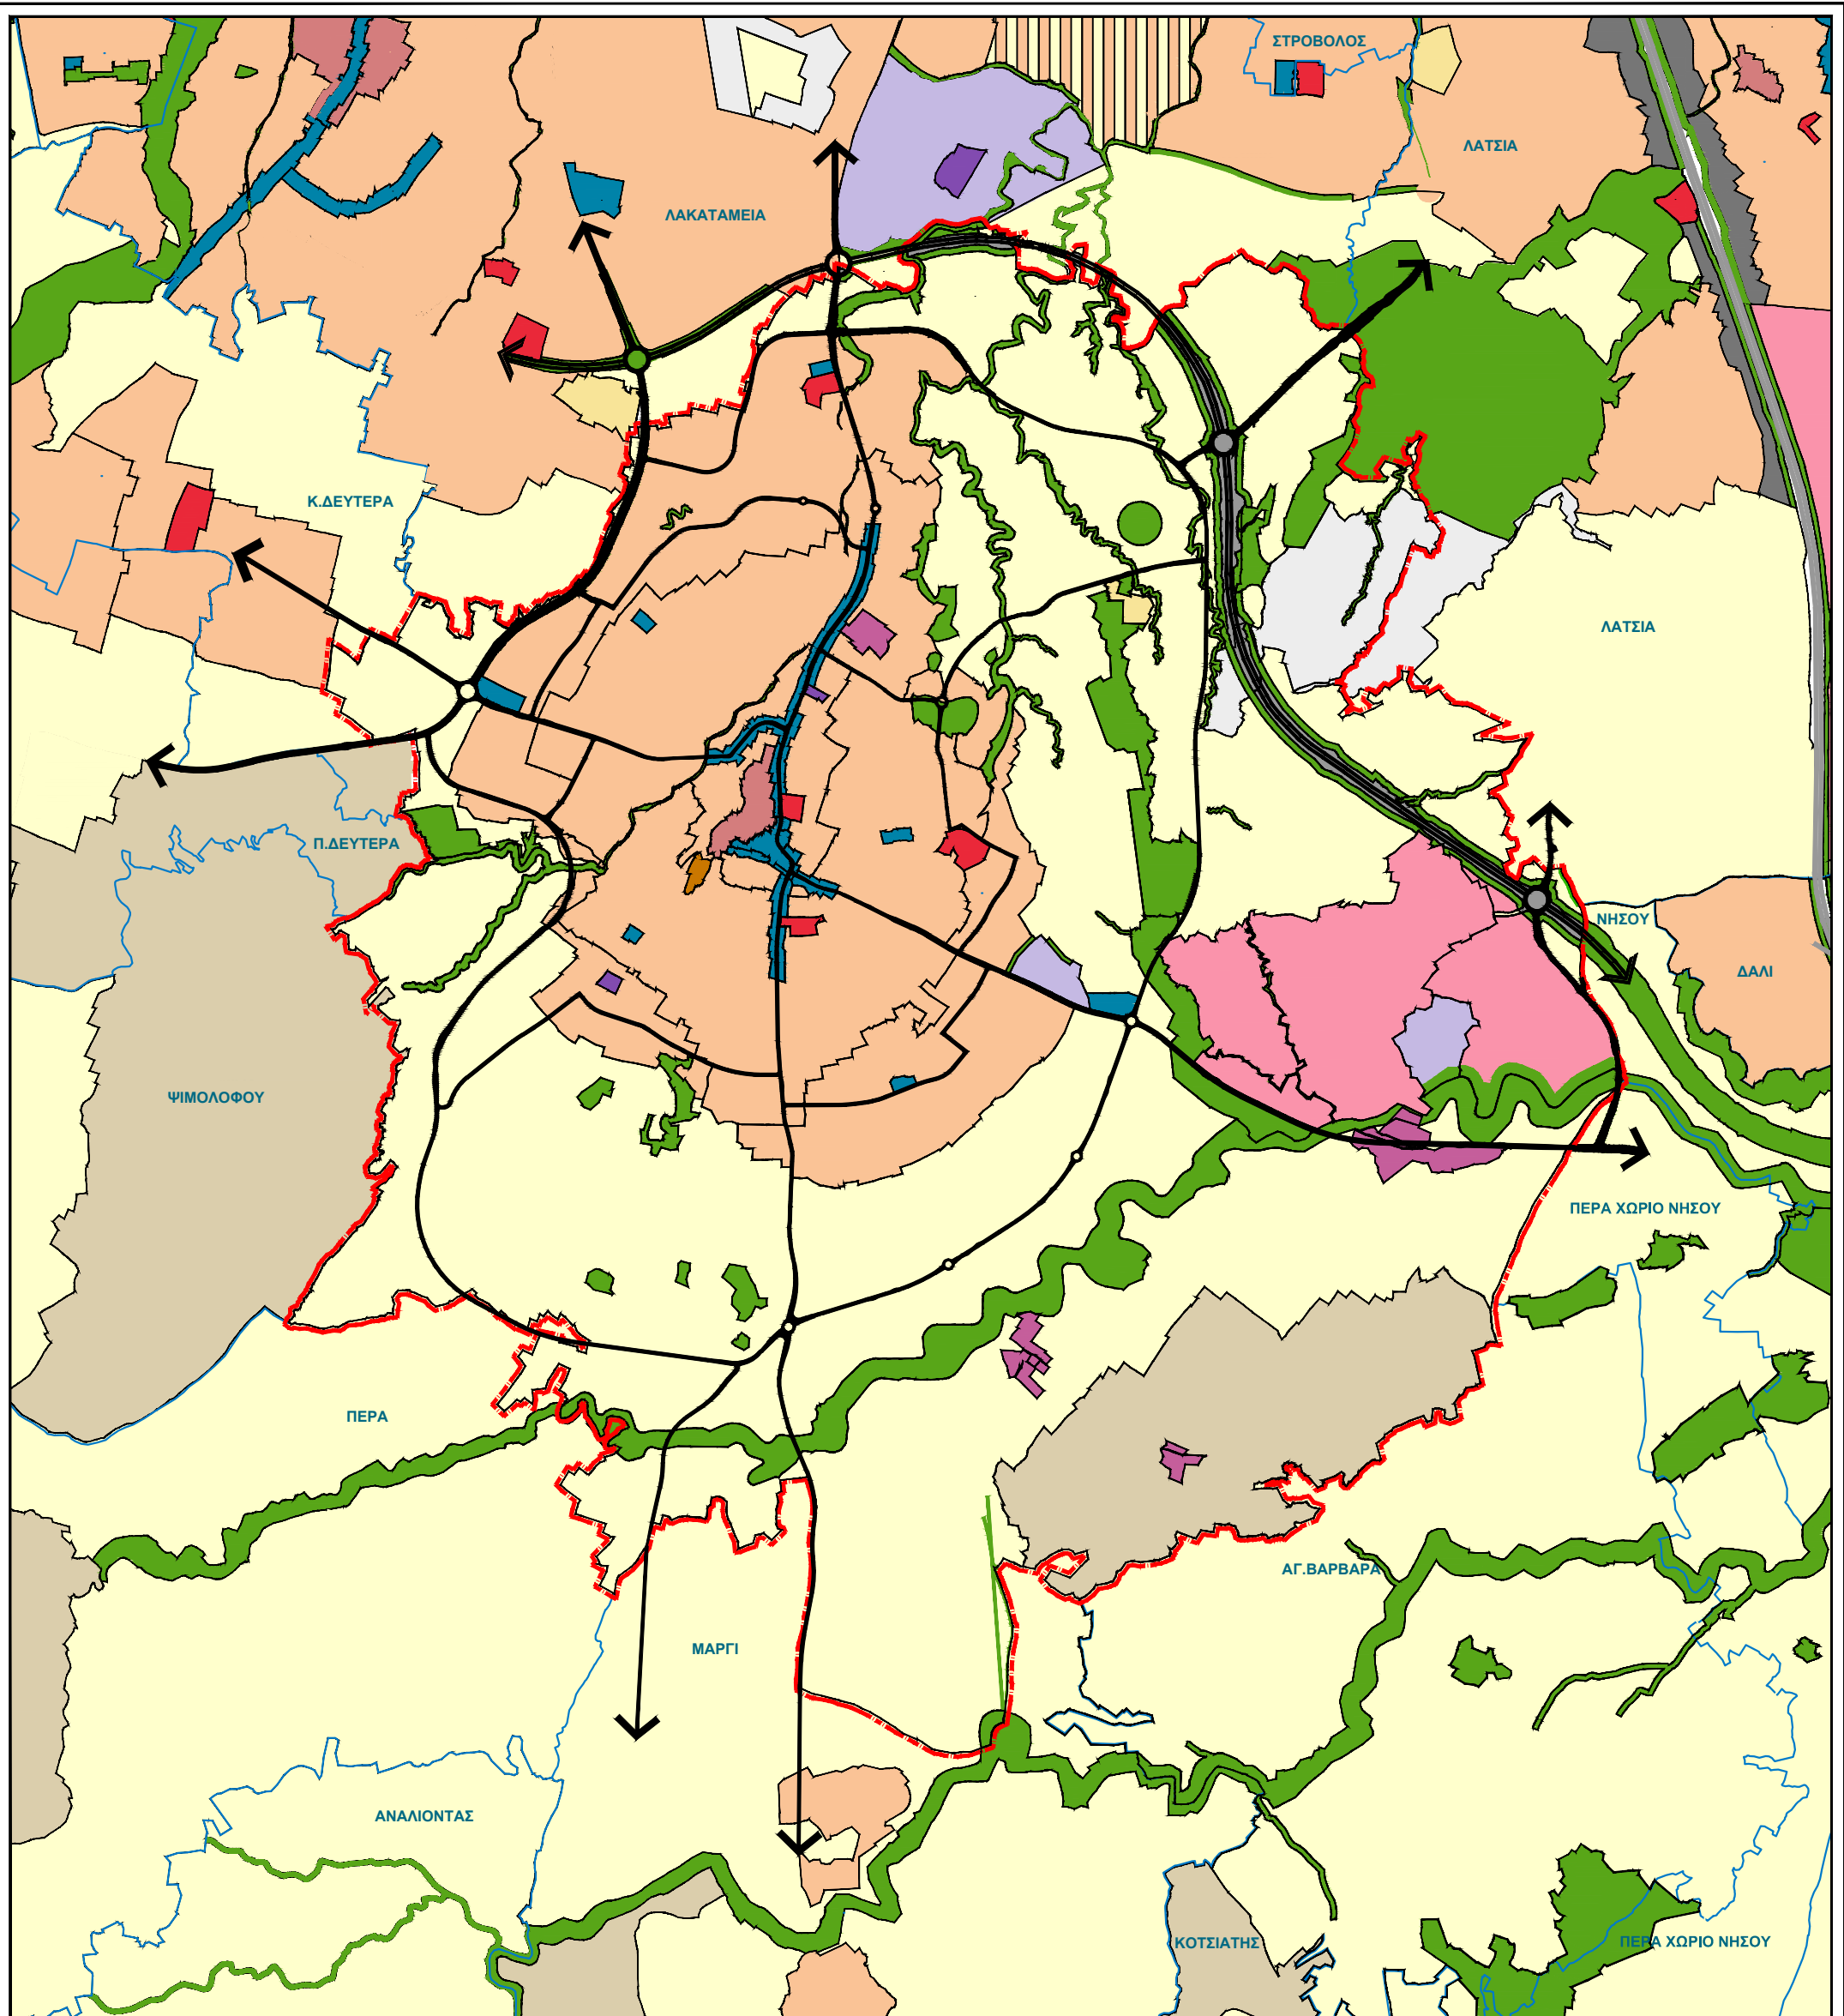 ΣΤΡΟΒΟΛΟΣ
ΛΑΤΣΙΑ
ΛΑΚΑΤΑΜΕΙΑ
Κ.ΔΕΥΤΕΡΑ
ΛΑΤΣΙΑ
Π.ΔΕΥΤΕΡΑ
ΝΗΣΟΥ
ΔΑΛΙ
ΨΙΜΟΛΟΦΟΥ
ΠΕΡΑ ΧΩΡΙΟ ΝΗΣΟΥ
ΠΕΡΑ
ΑΓ.ΒΑΡΒΑΡΑ
ΜΑΡΓΙ
ΑΝΑΛΙΟΝΤΑΣ
ΚΟΤΣΙΑΤΗΣ
ΠΕΡΑ ΧΩΡΙΟ ΝΗΣΟΥ